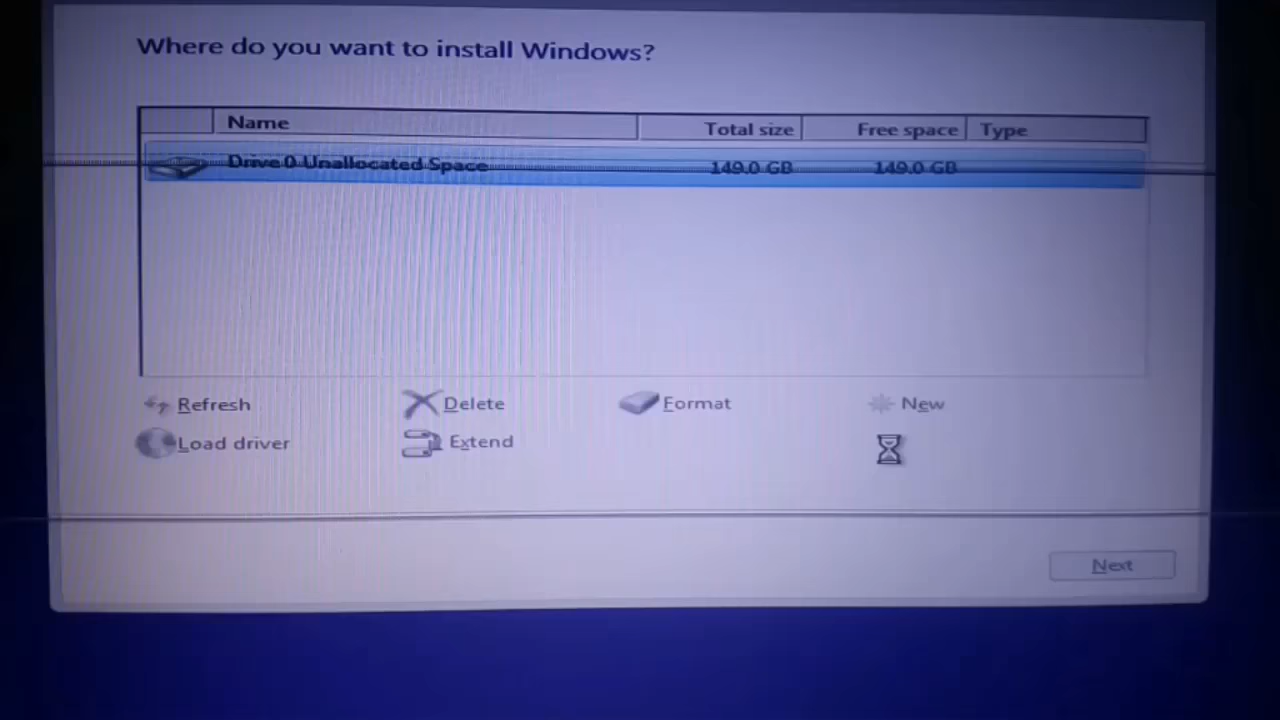 Where do you want to install Windows?
Name Total size Free space Type
Drive 0 Unallocated Space 149.0 GB 149.0 GB
Refresh Delete Format New
Load driver Extend
Next